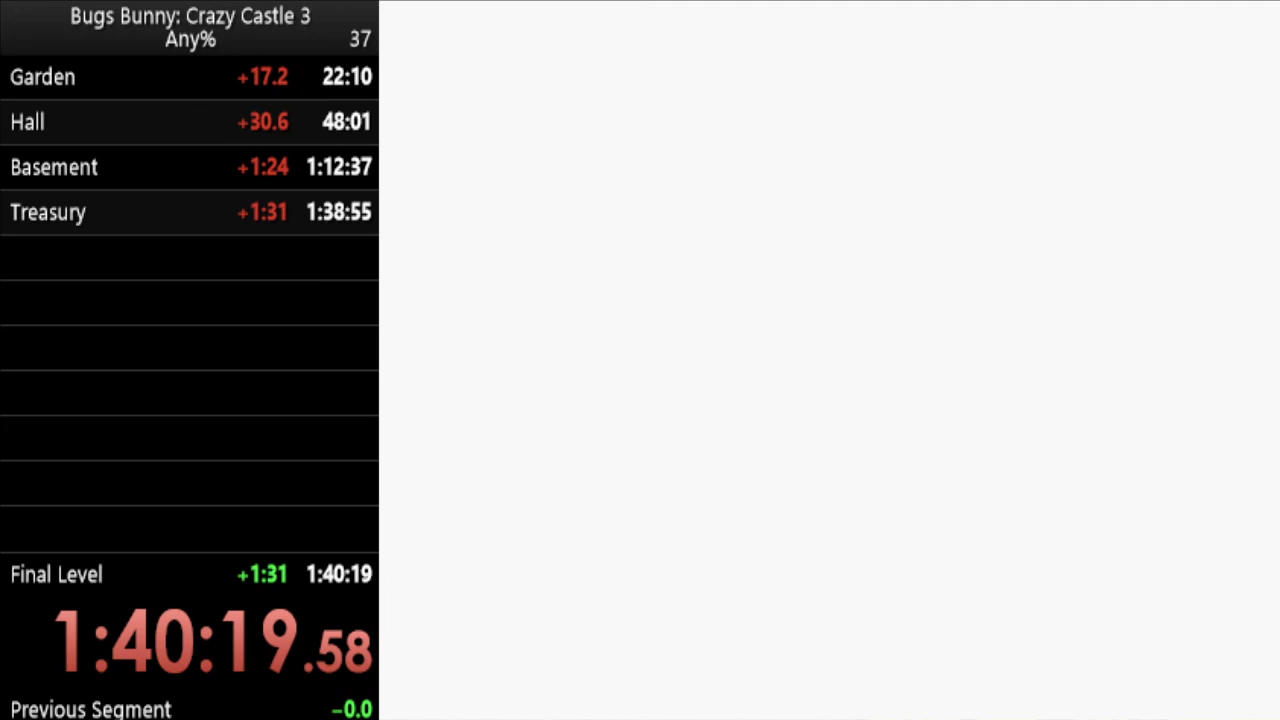 Bugs Bunny: Crazy Castle 3
Any% 37
Garden +17.2 22:10
Hall +30.6 48:01
Basement +1:24 1:12:37
Treasury +1:31 1:38:55
Final Level +1:31 1:40:19
1:40:19.58
Previous Segment −0.0